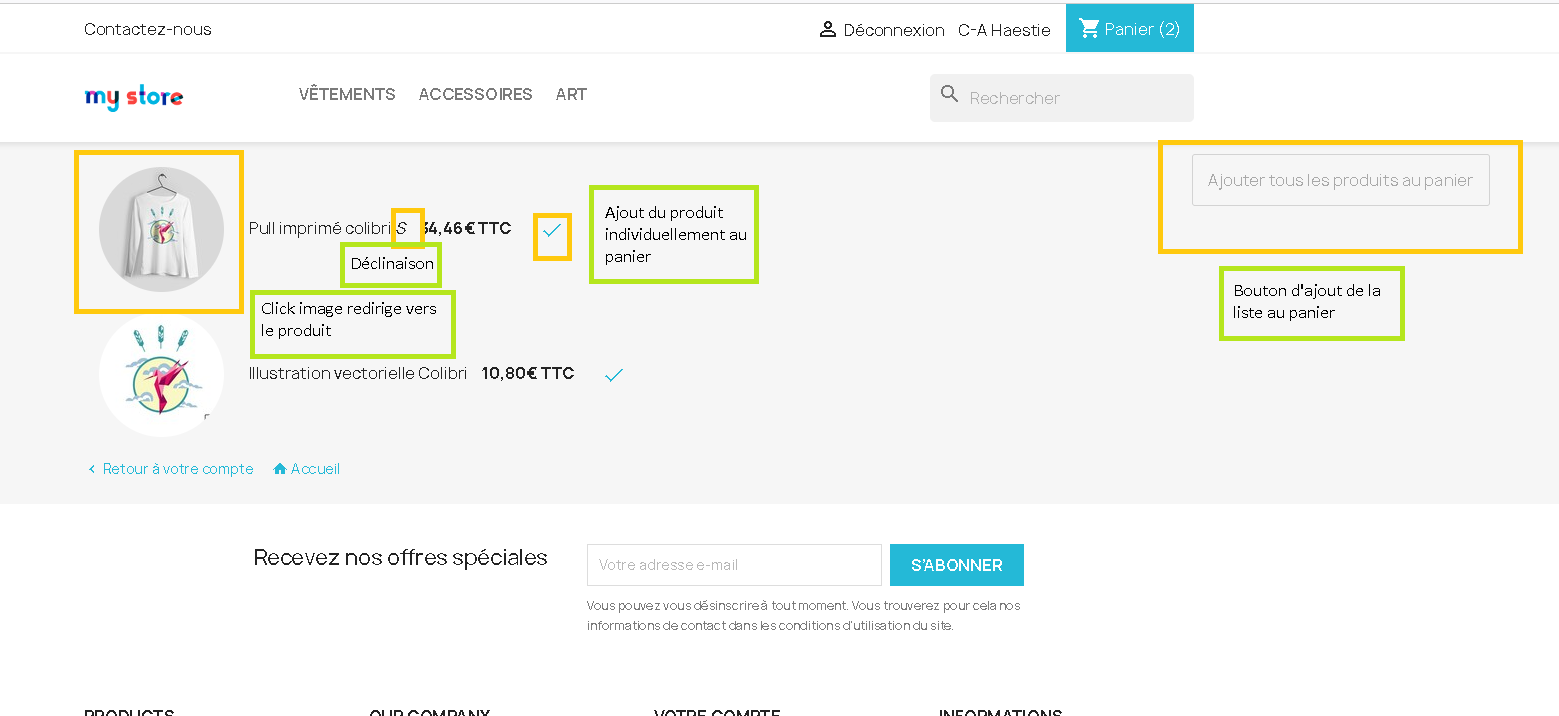 Contactez-nous
Déconnexion C-A Haestie Panier (2)
my store
VÊTEMENTS ACCESSOIRES ART
Rechercher
Ajouter tous les produits au panier
Pull imprimé colibri S 34,46 € TTC
Ajout du produit
individuellement au
panier
Déclinaison
Click image redirige vers
le produit
Bouton d'ajout de la
liste au panier
Illustration vectorielle Colibri 10,80 € TTC
Retour à votre compte Accueil
Recevez nos offres spéciales
Votre adresse e-mail
S'ABONNER
Vous pouvez vous désinscrire à tout moment. Vous trouverez pour cela nos
informations de contact dans les conditions d'utilisation du site.
PRODUCTS OUR COMPANY VOTRE COMPTE INFORMATIONS